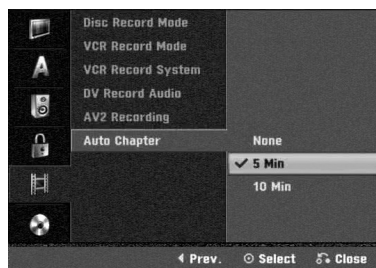 Disc Record Mode
VCR Record Mode
A
VCR Record System
DV Record Audio
AV2 Recording
Auto Chapter None
✓ 5 Min
10 Min
◀ Prev. ⊙ Select Close